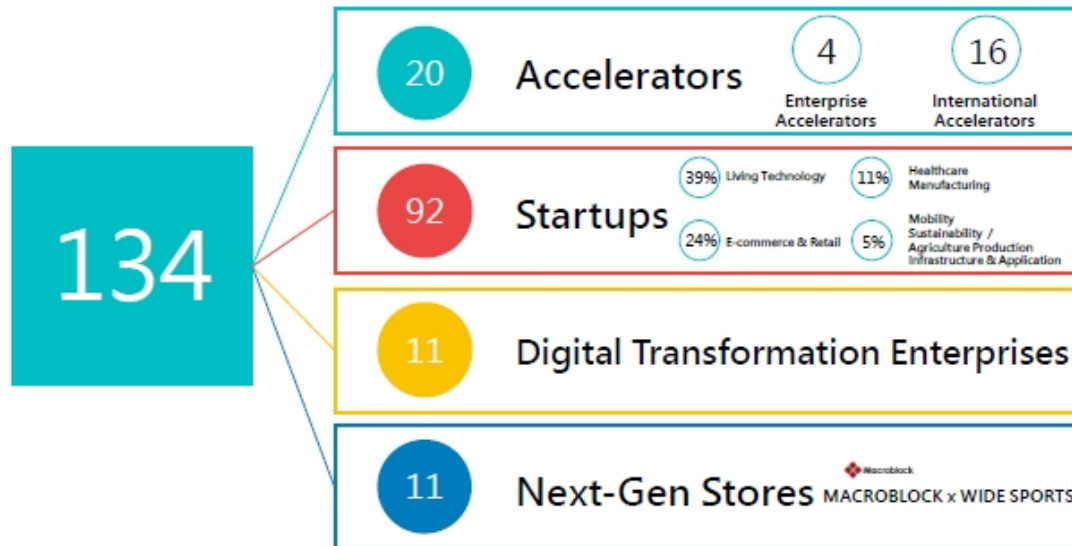 134
20
Accelerators
4
Enterprise
Accelerators
16
International
Accelerators
92
Startups
39%
Living Technology
11%
Healthcare
Manufacturing
24%
E-commerce & Retail
5%
Mobility
Sustainability /
Agriculture Production
Infrastructure & Application
11
Digital Transformation Enterprises
11
Next-Gen Stores
Macroblock
MACROBLOCK x WIDE SPORTS